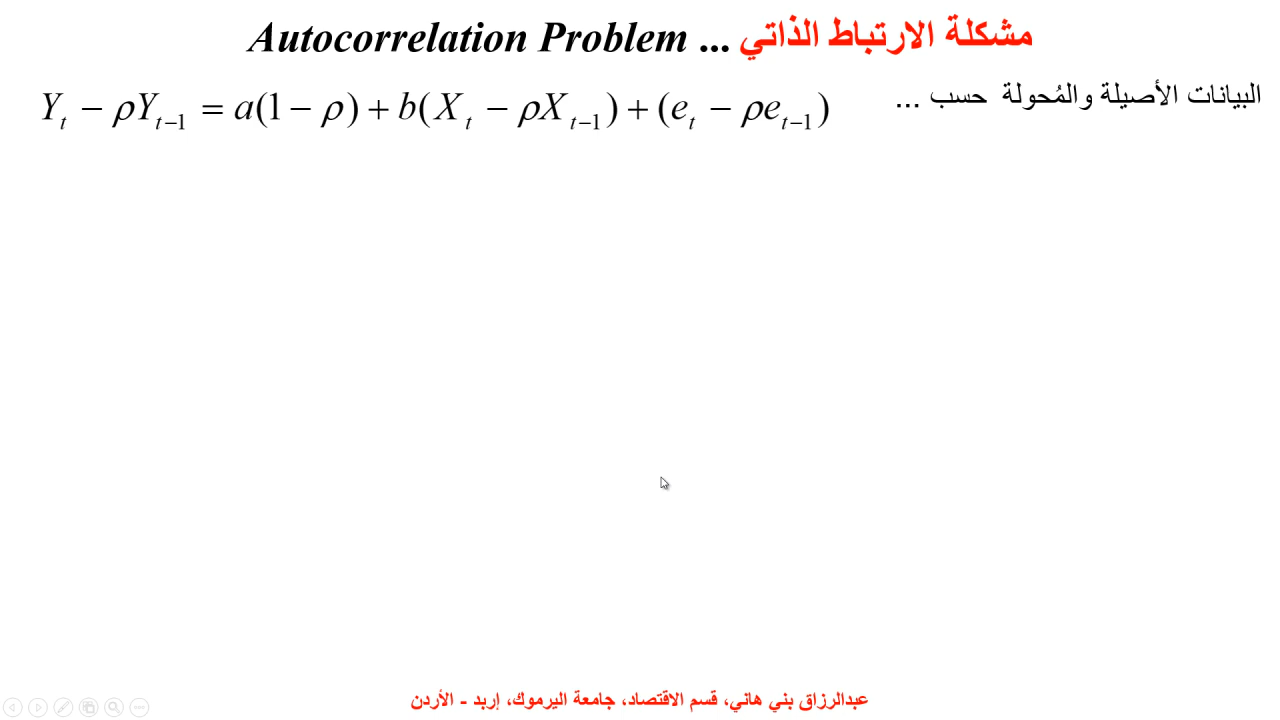 مشكلة الارتباط الذاتي ... Autocorrelation Problem
البيانات الأصيلة والمُحولة حسب ...
Yₜ − ρYₜ₋₁ = a(1 − ρ) + b(Xₜ − ρXₜ₋₁) + (eₜ − ρeₜ₋₁)
عبدالرزاق بني هاني، قسم الاقتصاد، جامعة اليرموك، إربد - الأردن